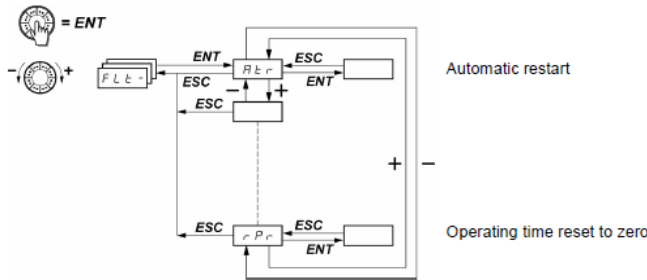 = ENT
- +
FLt-
ENT
ESC
Atr
ESC
ENT
Automatic restart
- +
ESC
+ -
ESC
rPr
ESC
ENT
Operating time reset to zero